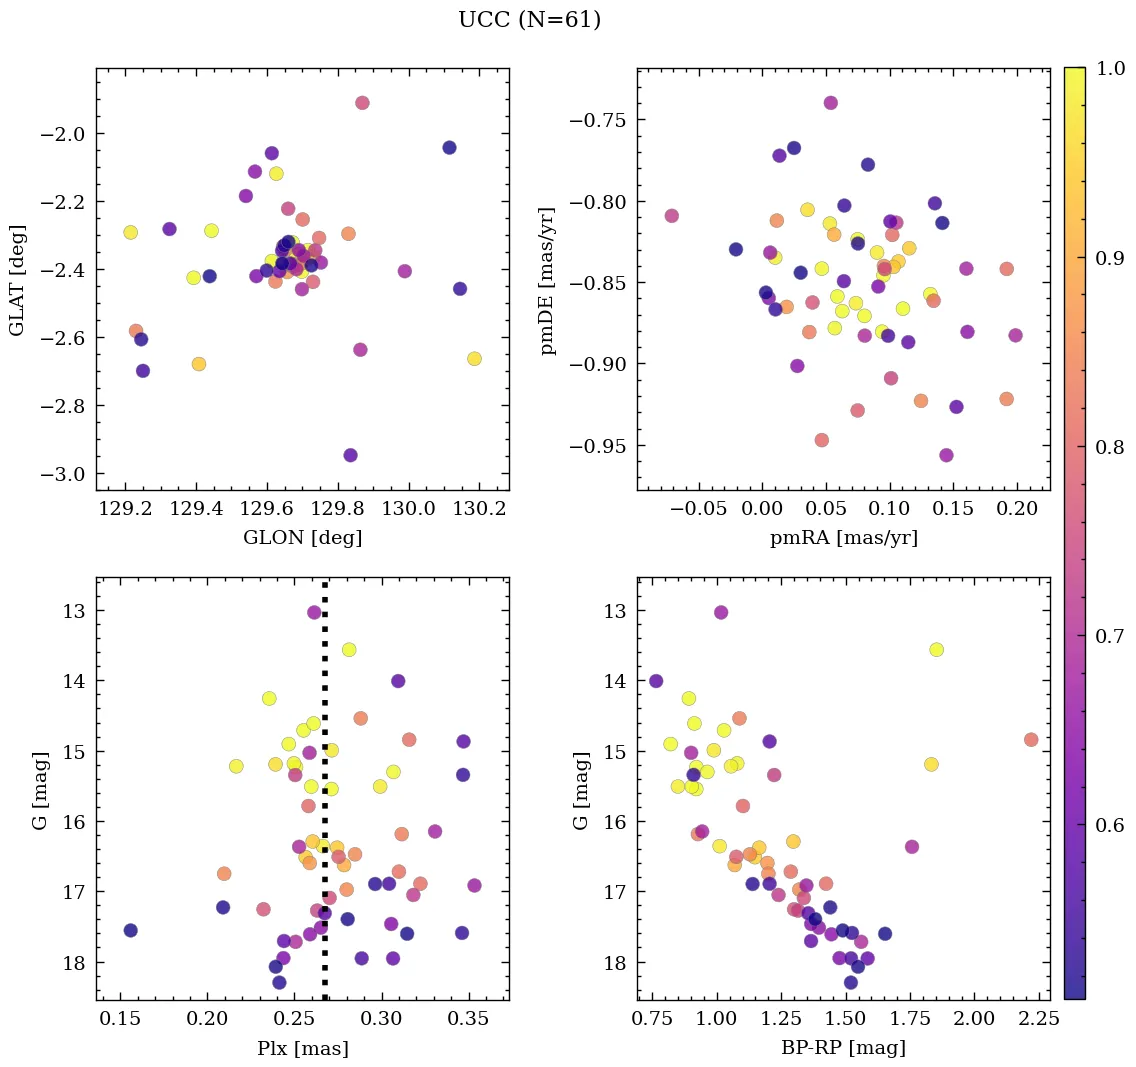 UCC (N=61)
−2.0
−2.2
−2.4
−2.6
−2.8
−3.0
GLAT [deg]
129.2 129.4 129.6 129.8 130.0 130.2
GLON [deg]
−0.75
−0.80
−0.85
−0.90
−0.95
pmDE [mas/yr]
−0.05 0.00 0.05 0.10 0.15 0.20
pmRA [mas/yr]
13
14
15
16
17
18
G [mag]
0.15 0.20 0.25 0.30 0.35
Plx [mas]
13
14
15
16
17
18
G [mag]
0.75 1.00 1.25 1.50 1.75 2.00 2.25
BP-RP [mag]
1.0
0.9
0.8
0.7
0.6